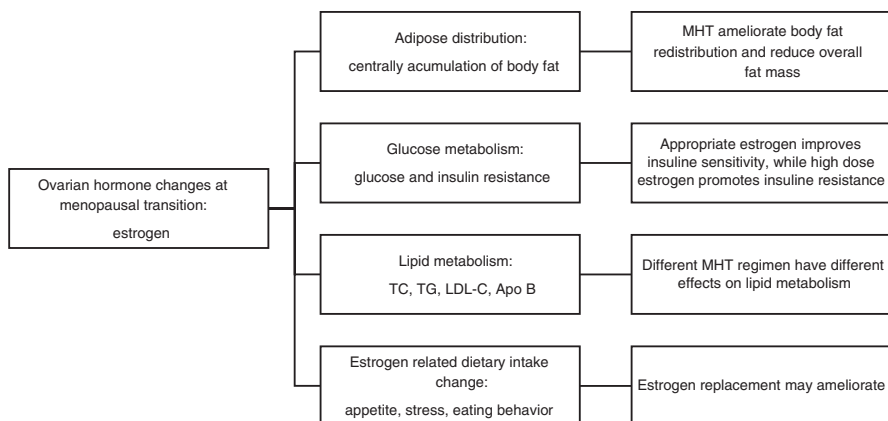 Ovarian hormone changes at
menopausal transition:
estrogen
Adipose distribution:
centrally acumulation of body fat
MHT ameliorate body fat
redistribution and reduce overall
fat mass
Glucose metabolism:
glucose and insulin resistance
Appropriate estrogen improves
insuline sensitivity, while high dose
estrogen promotes insuline resistance
Lipid metabolism:
TC, TG, LDL-C, Apo B
Different MHT regimen have different
effects on lipid metabolism
Estrogen related dietary intake
change:
appetite, stress, eating behavior
Estrogen replacement may ameliorate